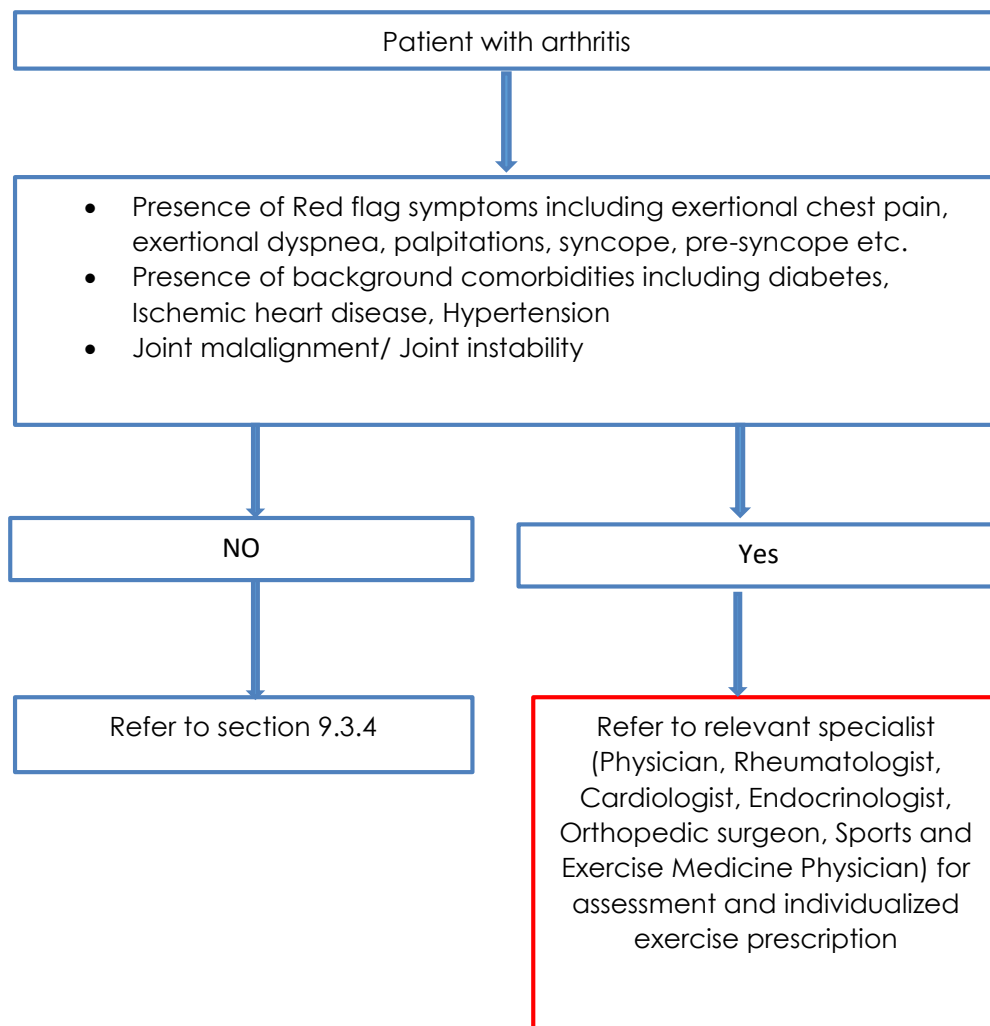 Patient with arthritis
• Presence of Red flag symptoms including exertional chest pain,
exertional dyspnea, palpitations, syncope, pre-syncope etc.
• Presence of background comorbidities including diabetes,
Ischemic heart disease, Hypertension
• Joint malalignment/ Joint instability
NO
Yes
Refer to section 9.3.4
Refer to relevant specialist
(Physician, Rheumatologist,
Cardiologist, Endocrinologist,
Orthopedic surgeon, Sports and
Exercise Medicine Physician) for
assessment and individualized
exercise prescription